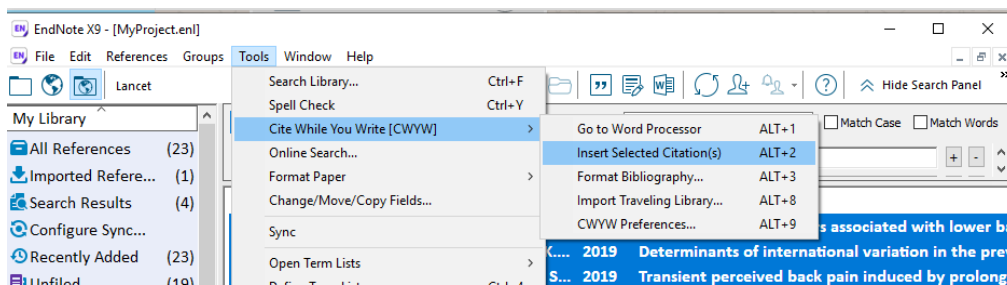 EN EndNote X9 - [MyProject.enl]
EN File Edit References Groups Tools Window Help
Lancet
Hide Search Panel
My Library
All References (23)
Imported Refere... (1)
Search Results (4)
Configure Sync...
Recently Added (23)
Unfiled (19)
Search Library... Ctrl+F
Spell Check Ctrl+Y
Cite While You Write [CWYW]
Online Search...
Format Paper
Change/Move/Copy Fields...
Sync
Open Term Lists
Go to Word Processor ALT+1
Insert Selected Citation(s) ALT+2
Format Bibliography... ALT+3
Import Traveling Library... ALT+8
CWYW Preferences... ALT+9
Match Case Match Words
associated with lower
K.... 2019 Determinants of international variation in the
S... 2019 Transient perceived back pain induced by